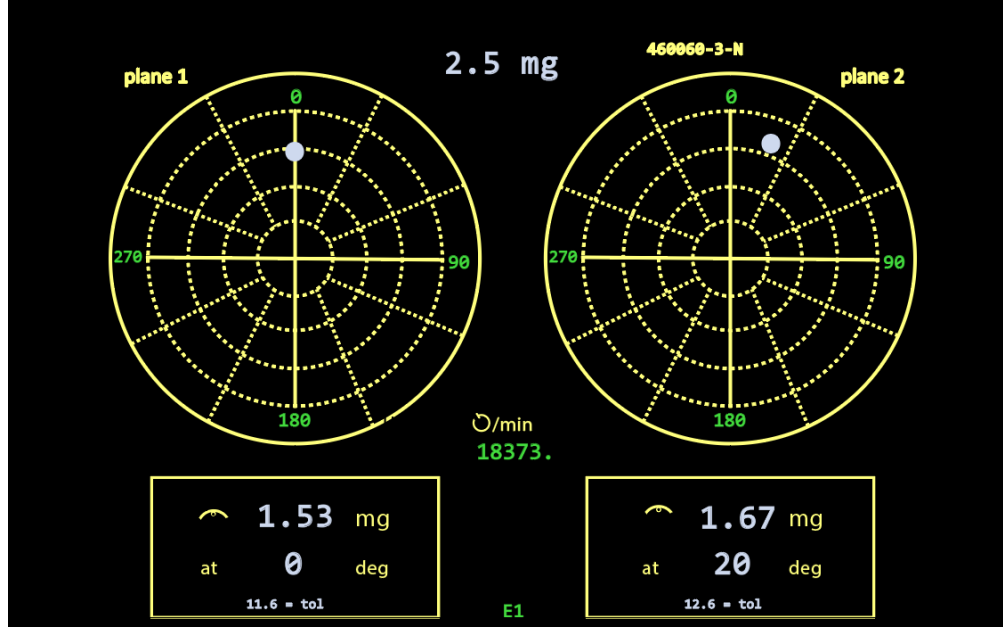 460060-3-N
2.5 mg
plane 1
plane 2
0
270
90
180
0
270
90
180
/min
18373.
1.53 mg
at 0 deg
11.6 = tol
1.67 mg
at 20 deg
12.6 = tol
E1